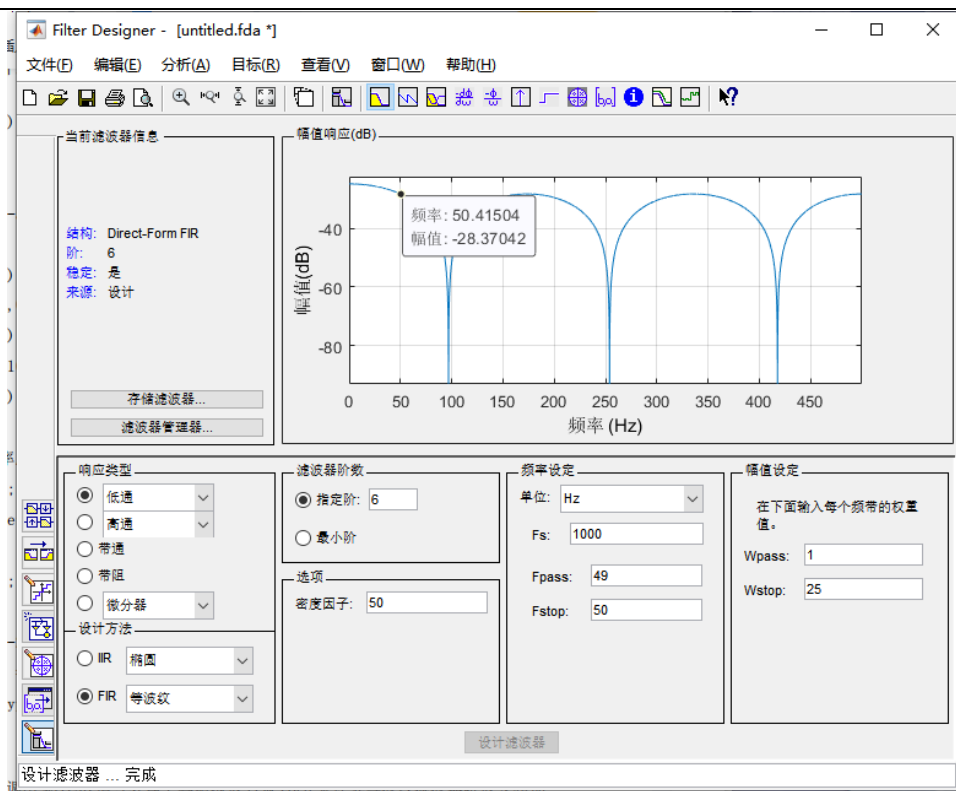 Filter Designer - [untitled.fda *]
文件(F) 编辑(E) 分析(A) 目标(R) 查看(V) 窗口(W) 帮助(H)
当前滤波器信息
结构: Direct-Form FIR
阶: 6
稳定: 是
来源: 设计
存储滤波器...
滤波器管理器...
幅值响应(dB)
频率: 50.41504
幅值: -28.37042
-40
-60
-80
幅值(dB)
0 50 100 150 200 250 300 350 400 450
频率 (Hz)
响应类型
低通
高通
带通
带阻
微分器
设计方法
IIR 椭圆
FIR 等波纹
滤波器阶数
指定阶: 6
最小阶
选项
密度因子: 50
频率设定
单位: Hz
Fs: 1000
Fpass: 49
Fstop: 50
幅值设定
在下面输入每个频带的权重
值。
Wpass: 1
Wstop: 25
设计滤波器
设计滤波器 ... 完成